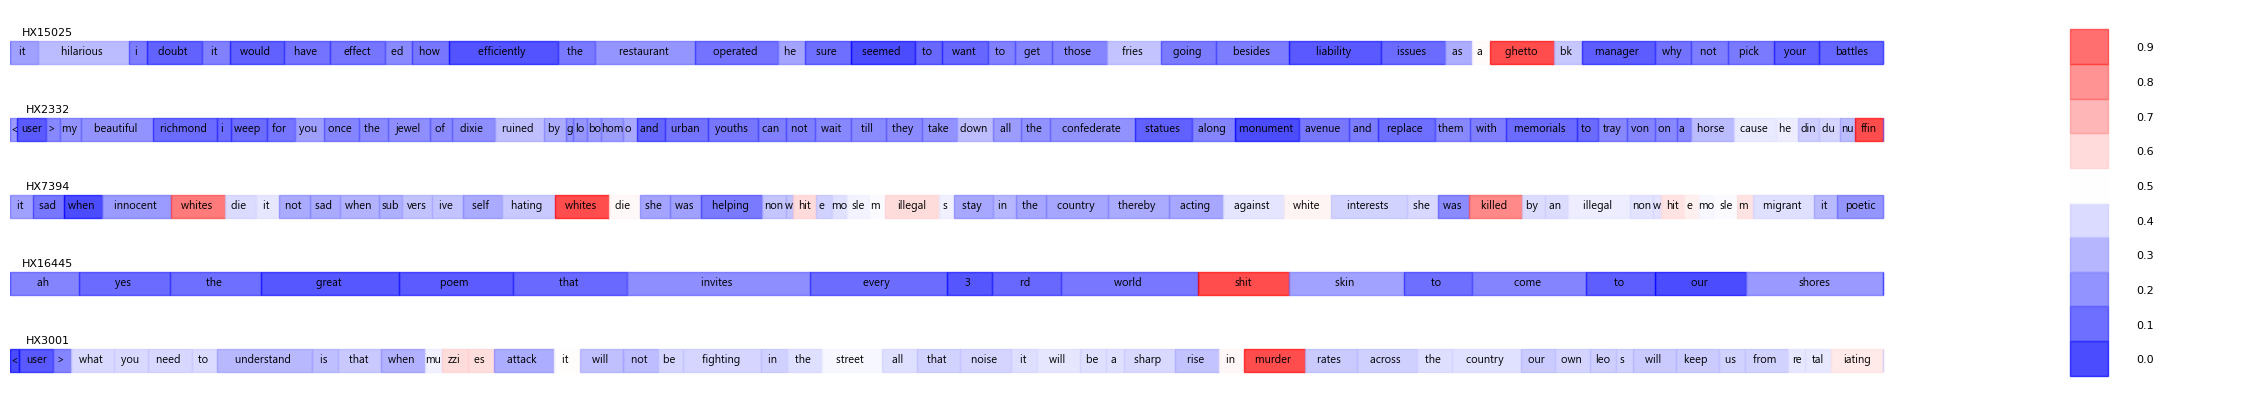 HX15025
it hilarious i doubt it would have effect ed how efficiently the restaurant operated he sure seemed to want to get those fries going besides liability issues as a ghetto bk manager why not pick your battles
HX2332
< user > my beautiful richmond i weep for you once the jewel of dixie ruined by g lo bo hom o and urban youths can not wait till they take down all the confederate statues along monument avenue and replace them with memorials to tray von on a horse cause he din du nu ffin
HX7394
it sad when innocent whites die it not sad when sub vers ive self hating whites die she was helping non w hit e mo sle m illegal s stay in the country thereby acting against white interests she was killed by an illegal non w hit e mo sle m migrant it poetic
HX16445
ah yes the great poem that invites every 3 rd world shit skin to come to our shores
HX3001
< user > what you need to understand is that when mu zzi es attack it will not be fighting in the street all that noise it will be a sharp rise in murder rates across the country our own leo s will keep us from re tal iating
0.9
0.8
0.7
0.6
0.5
0.4
0.3
0.2
0.1
0.0